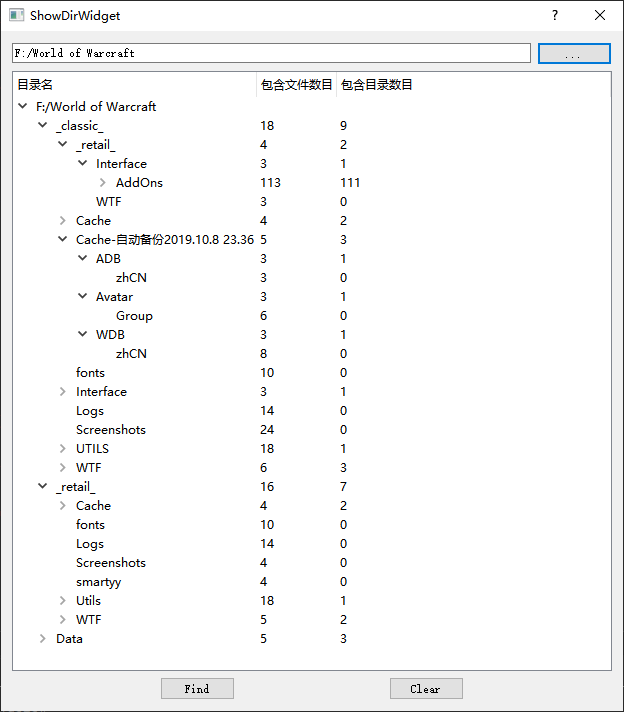 ShowDirWidget
F:/World of Warcraft ...
目录名 包含文件数目 包含目录数目
F:/World of Warcraft
_classic_ 18 9
_retail_ 4 2
Interface 3 1
AddOns 113 111
WTF 3 0
Cache 4 2
Cache-自动备份2019.10.8 23.36 5 3
ADB 3 1
zhCN 3 0
Avatar 3 1
Group 6 0
WDB 3 1
zhCN 8 0
fonts 10 0
Interface 3 1
Logs 14 0
Screenshots 24 0
UTILS 18 1
WTF 6 3
_retail_ 16 7
Cache 4 2
fonts 10 0
Logs 14 0
Screenshots 4 0
smartyy 4 0
Utils 18 1
WTF 5 2
Data 5 3
Find Clear